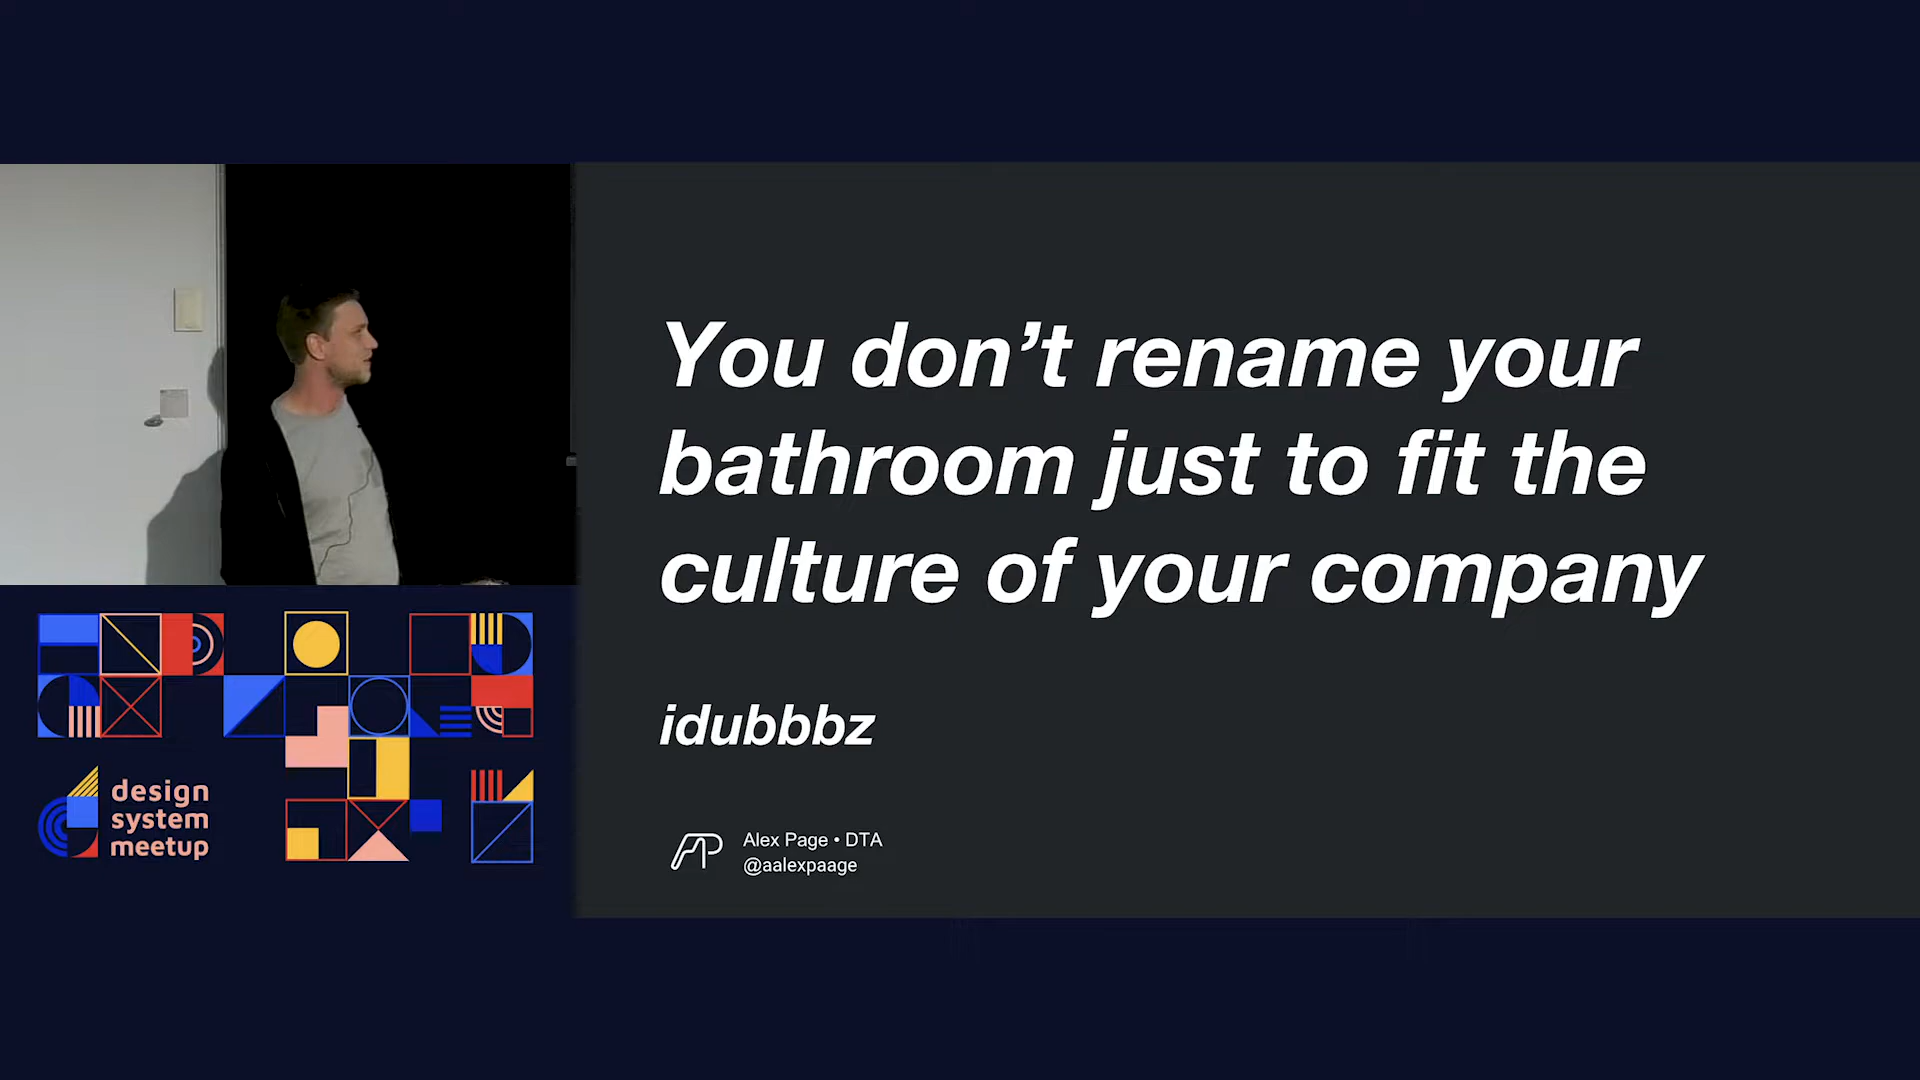 You don’t rename your
bathroom just to fit the
culture of your company
idubbbz
Alex Page • DTA
@aalexpaage
design
system
meetup